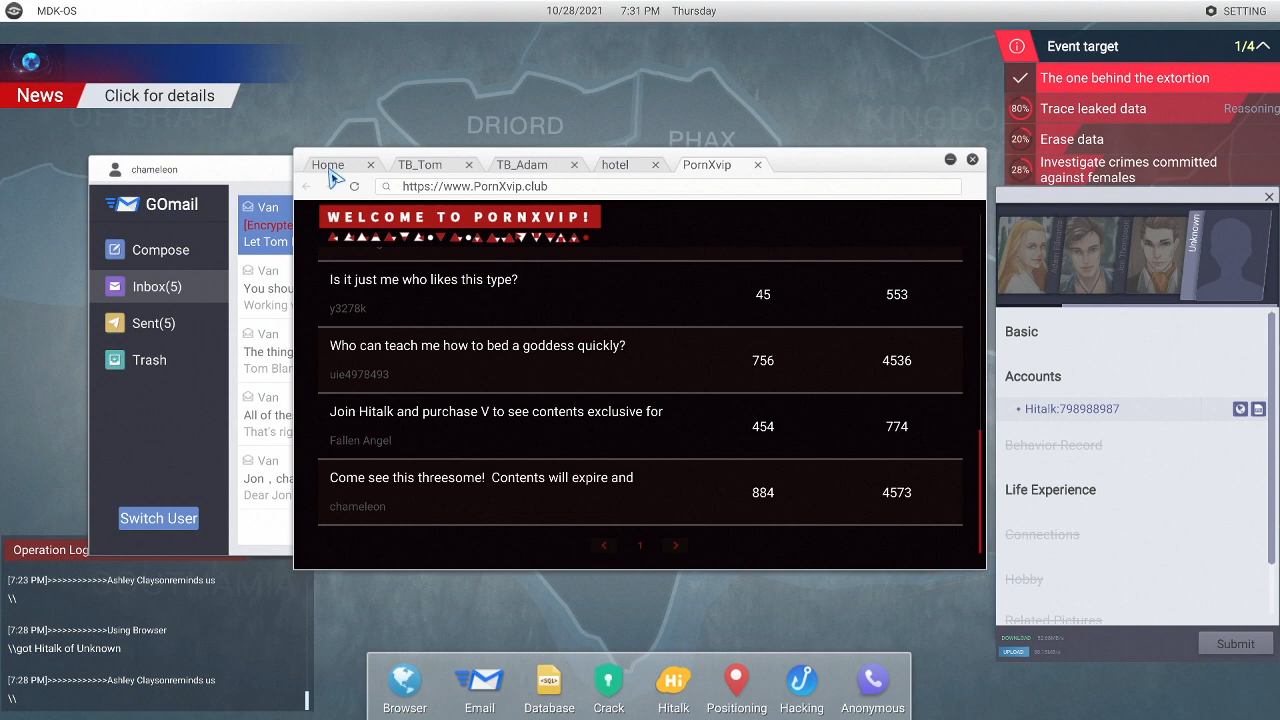 MDK-OS
10/28/2021 7:31 PM Thursday
SETTING
News
Click for details
DRIORD
PHAX
Event target
1/4
The one behind the extortion
80%
Trace leaked data
Reasoning
20%
Erase data
28%
Investigate crimes committed
against females
chameleon
GOmail
Compose
Inbox(5)
Sent(5)
Trash
Switch User
Van
[Encrypte
Let Tom
Van
You shou
Working
Van
The thing
Tom Blan
Van
All of the
That's rig
Van
Jon , cha
Dear Jon
Home
TB_Tom
TB_Adam
hotel
PornXvip
https://www.PornXvip.club
WELCOME TO PORNXVIP!
Is it just me who likes this type?
y3278k
45
553
Who can teach me how to bed a goddess quickly?
uie4978493
756
4536
Join Hitalk and purchase V to see contents exclusive for
Fallen Angel
454
774
Come see this threesome! Contents will expire and
chameleon
884
4573
1
Unknown
Basic
Accounts
• Hitalk:798988987
Behavior Record
Life Experience
Connections
Hobby
Related Pictures
DOWNLOAD
UPLOAD
Submit
Operation Log
[7:23 PM]>>>>>>>>>>>>Ashley Claysonreminds us
\\
[7:28 PM]>>>>>>>>>>>>Using Browser
\\got Hitalk of Unknown
[7:28 PM]>>>>>>>>>>>>Ashley Claysonreminds us
\\
<SQL>
Hi
Browser
Email
Database
Crack
Hitalk
Positioning
Hacking
Anonymous